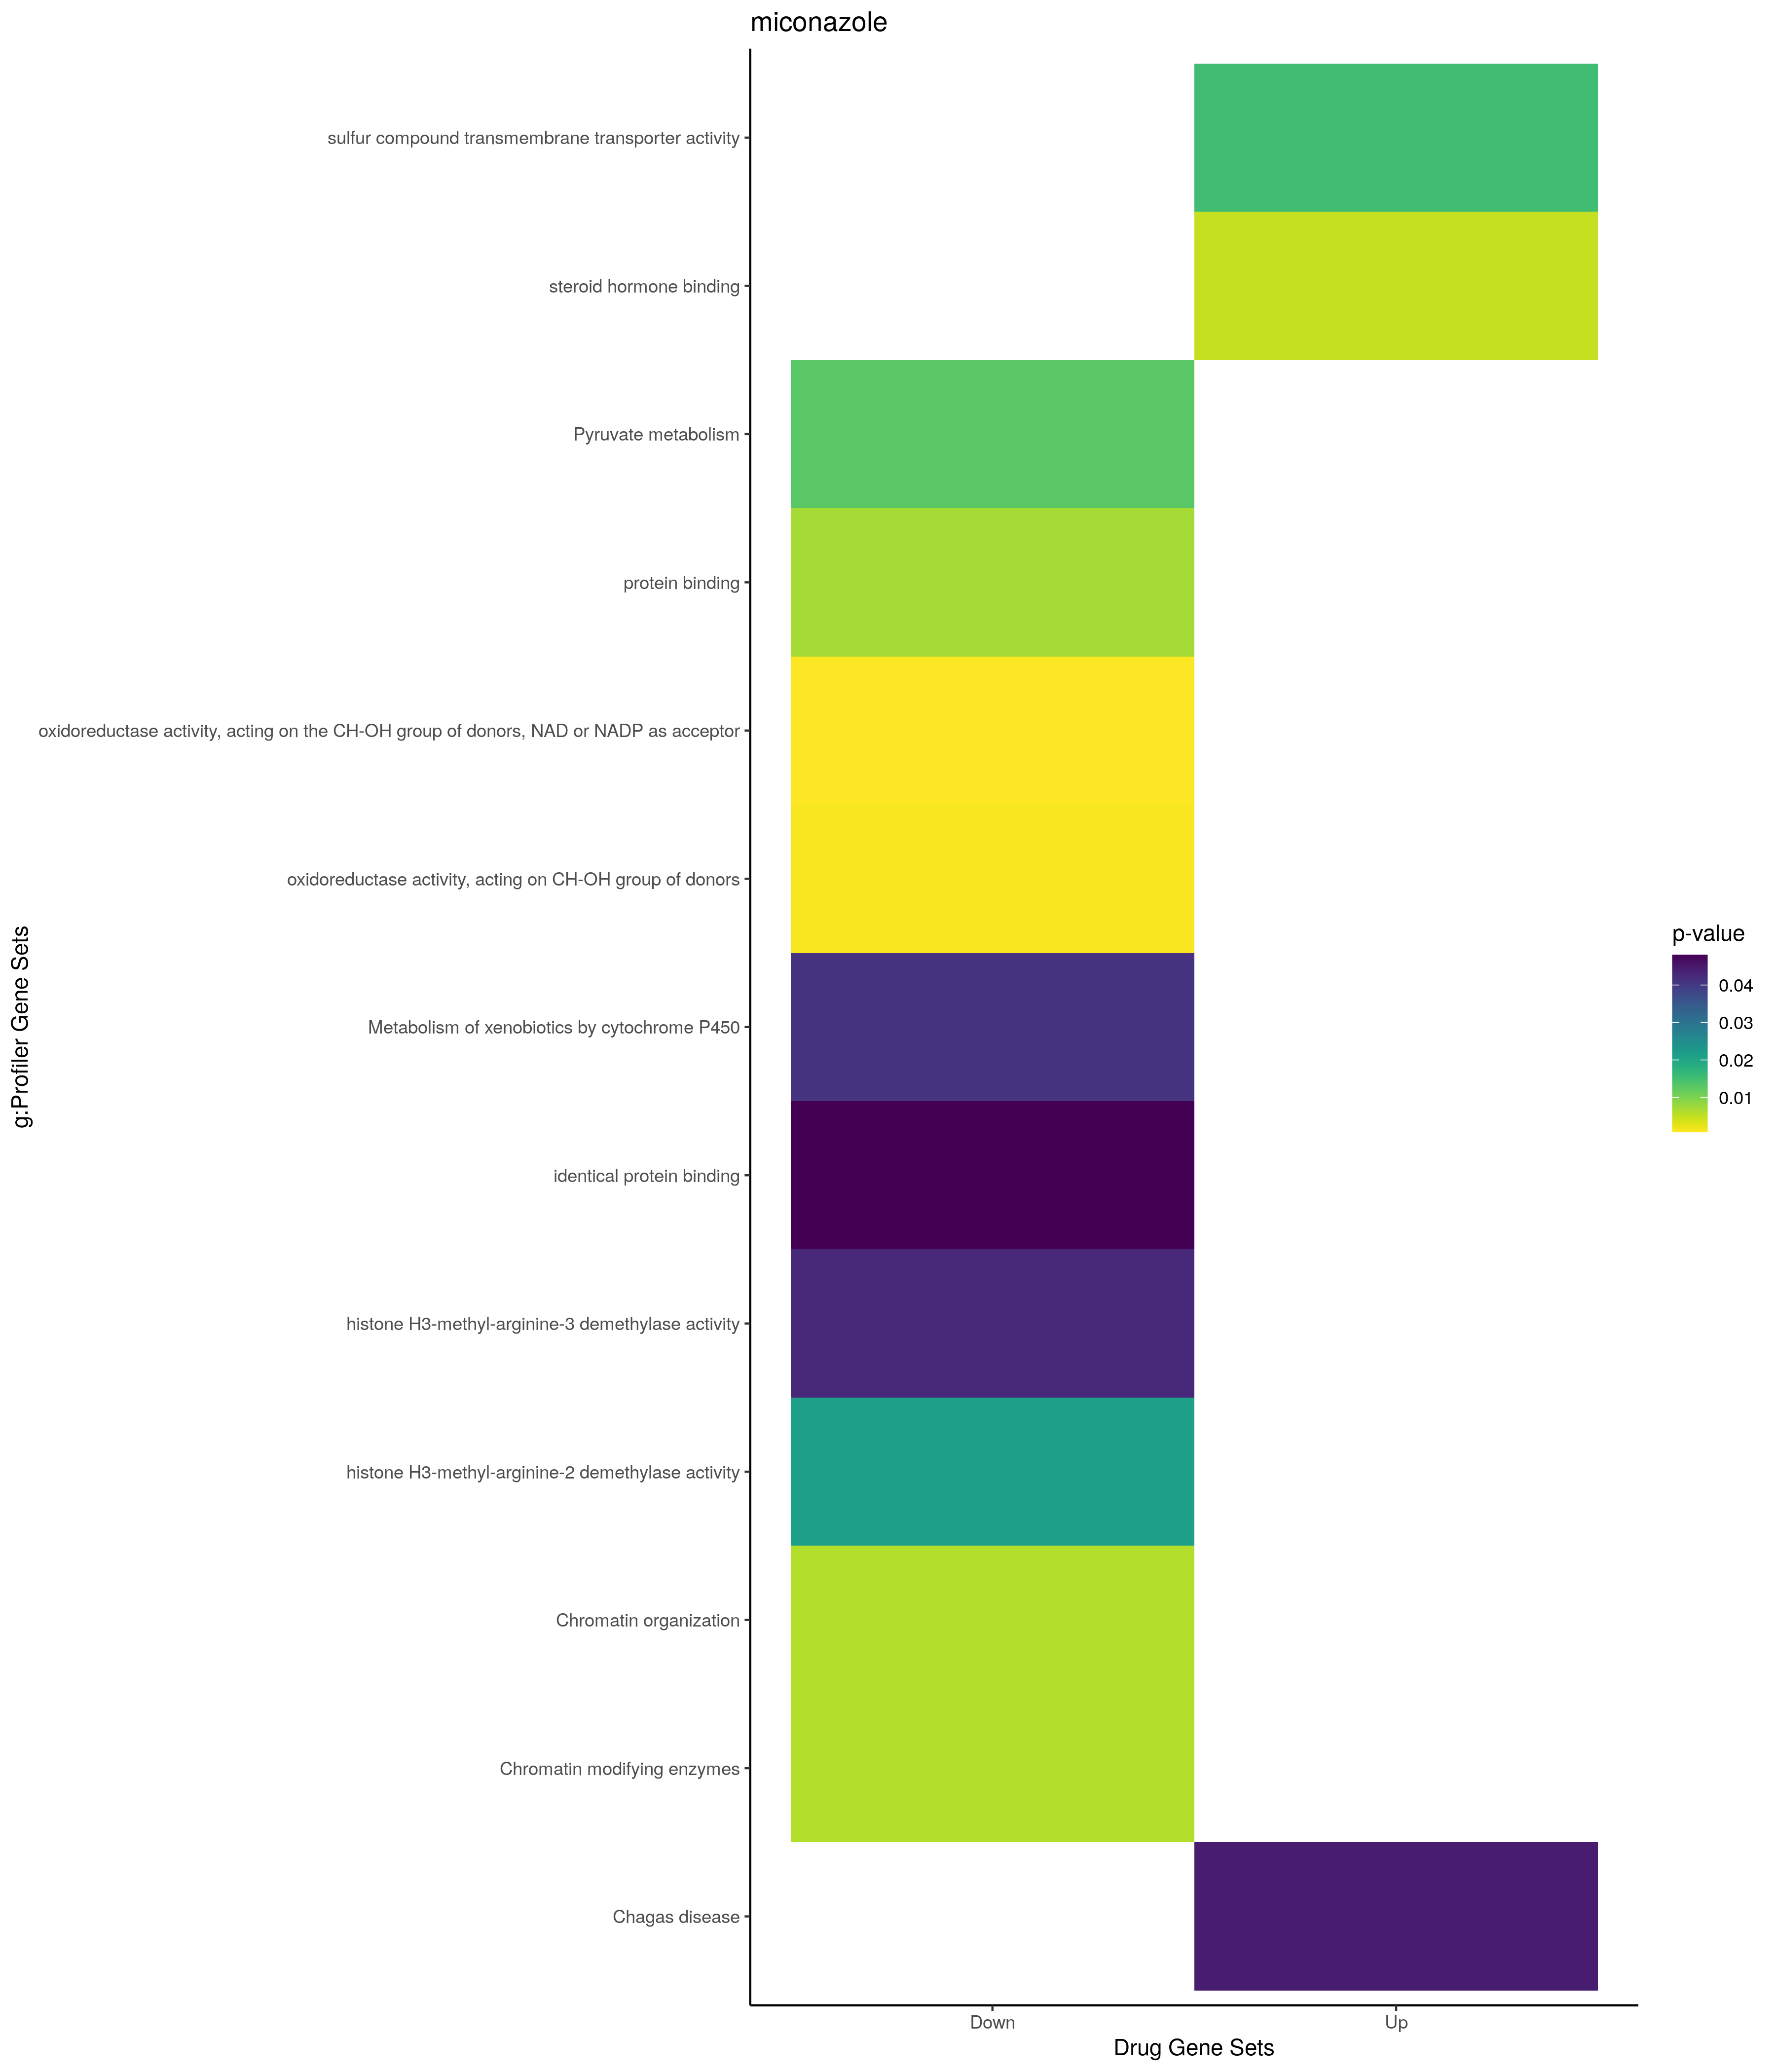 miconazole
sulfur compound transmembrane transporter activity
steroid hormone binding
Pyruvate metabolism
protein binding
oxidoreductase activity, acting on the CH-OH group of donors, NAD or NADP as acceptor
oxidoreductase activity, acting on CH-OH group of donors
Metabolism of xenobiotics by cytochrome P450
identical protein binding
histone H3-methyl-arginine-3 demethylase activity
histone H3-methyl-arginine-2 demethylase activity
Chromatin organization
Chromatin modifying enzymes
Chagas disease
g:Profiler Gene Sets
Down
Up
Drug Gene Sets
p-value
0.04
0.03
0.02
0.01